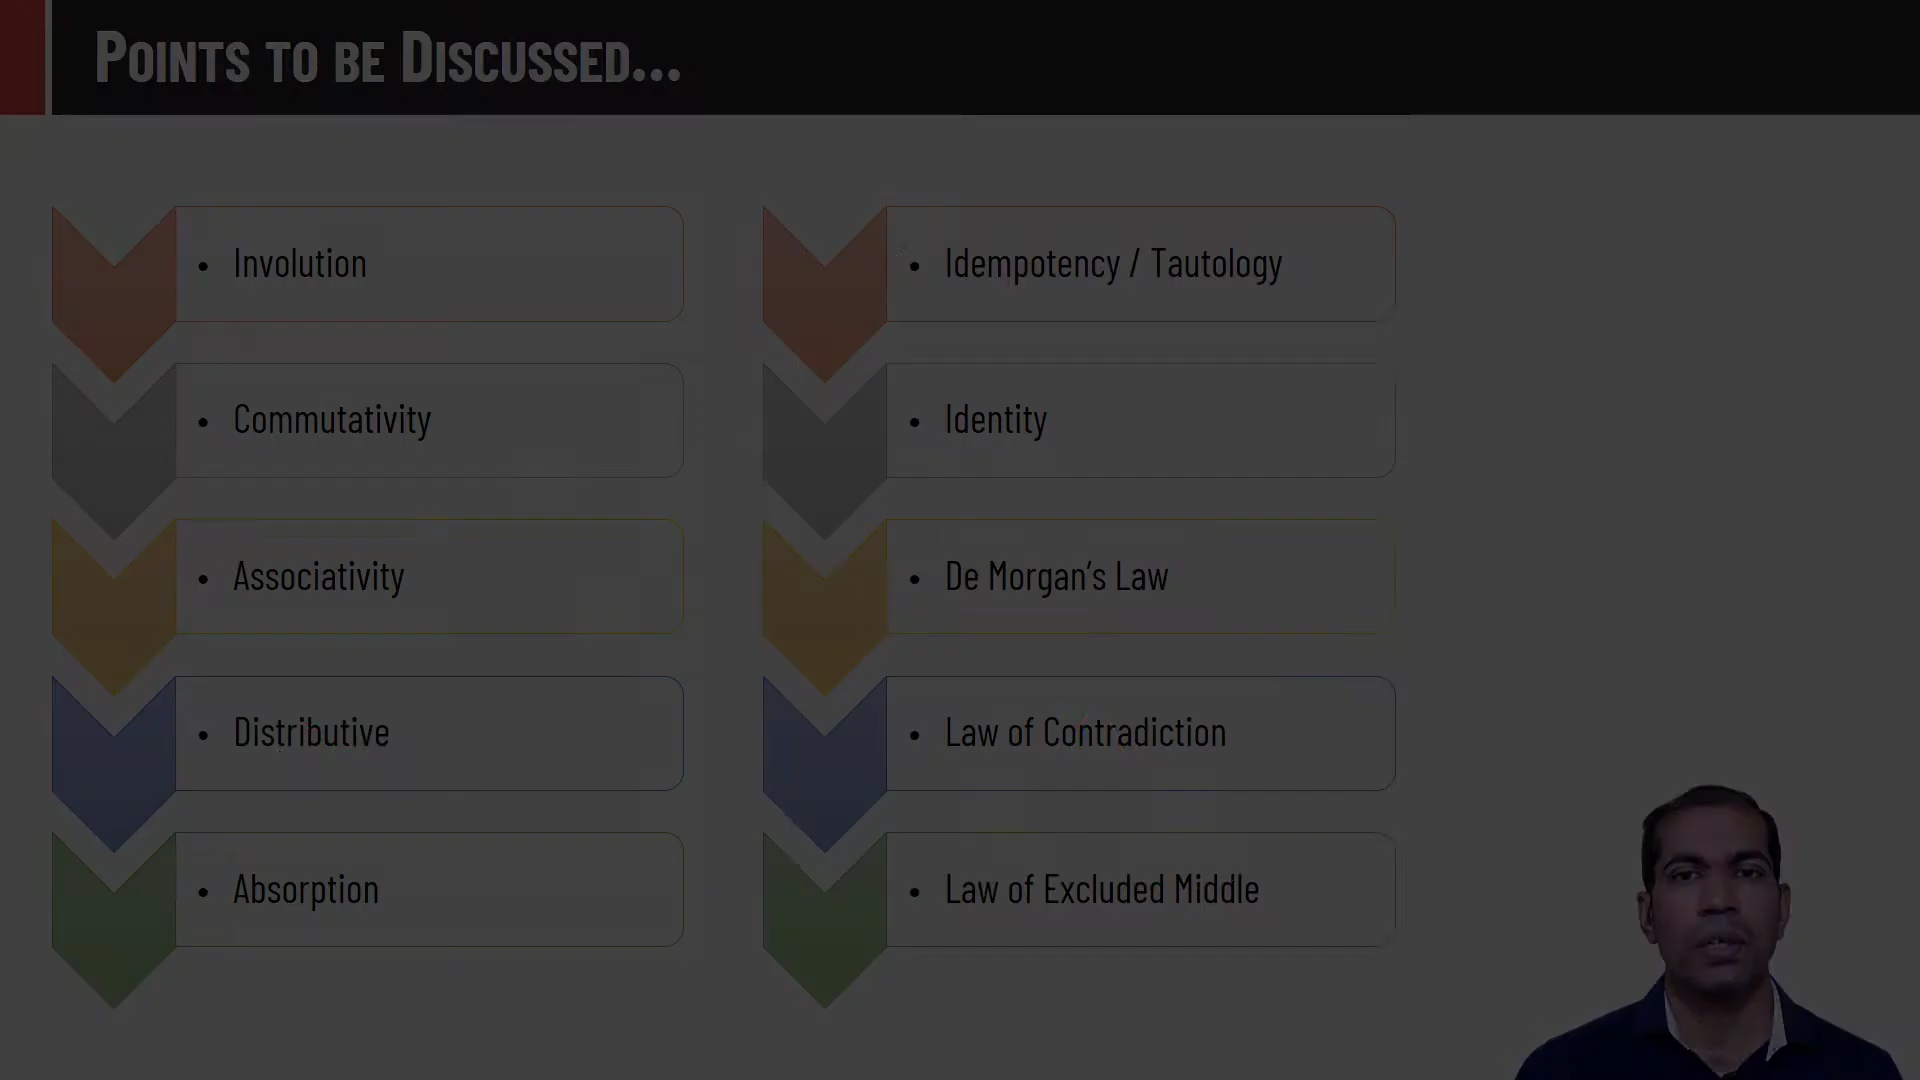 Points to be Discussed...
• Involution
• Commutativity
• Associativity
• Distributive
• Absorption
• Idempotency / Tautology
• Identity
• De Morgan’s Law
• Law of Contradiction
• Law of Excluded Middle